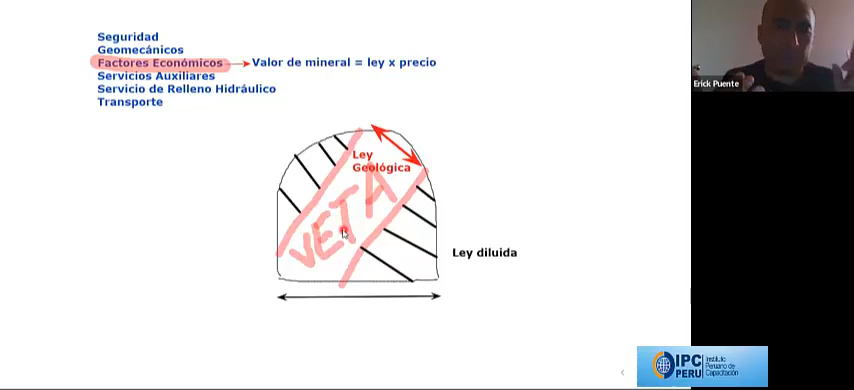 Seguridad
Geomecánicos
Factores Económicos
Valor de mineral = ley x precio
Servicios Auxiliares
Servicio de Relleno Hidráulico
Transporte
Erick Puente
Ley
Geológica
VETA
Ley diluida
IPC
PERU
Instituto
Peruano de
Capacitación